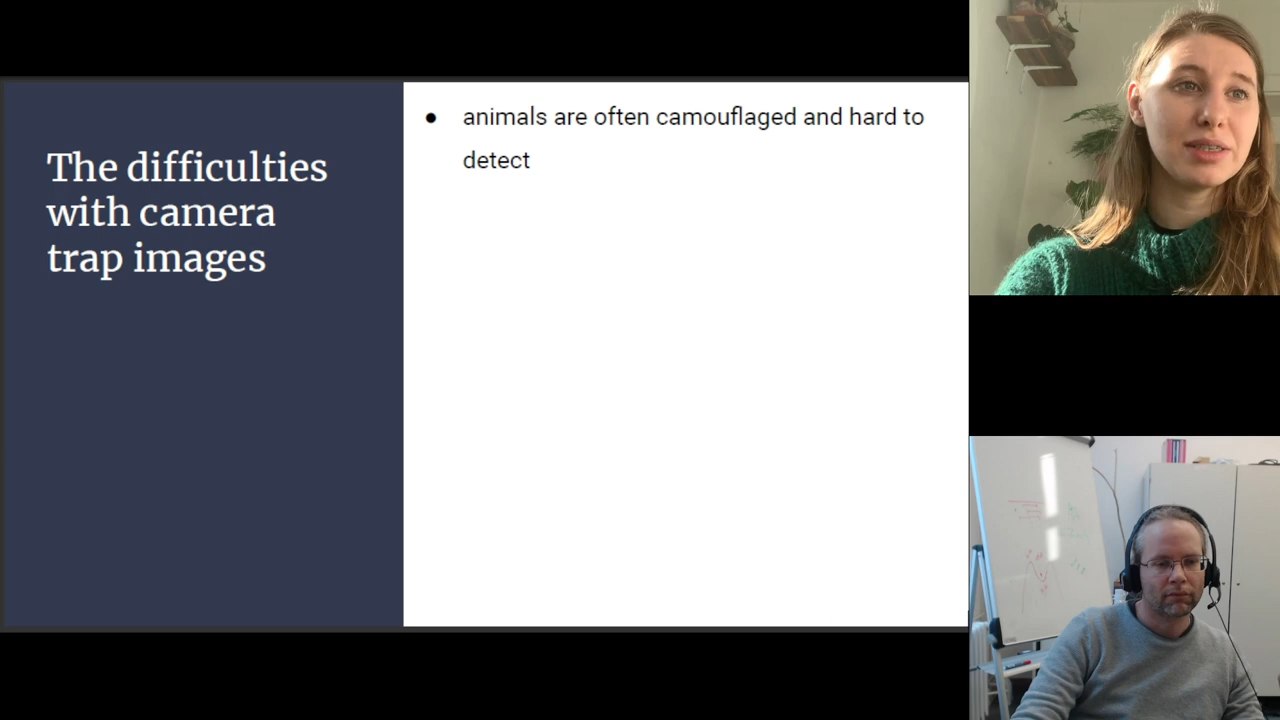 The difficulties
with camera
trap images
● animals are often camouflaged and hard to
detect